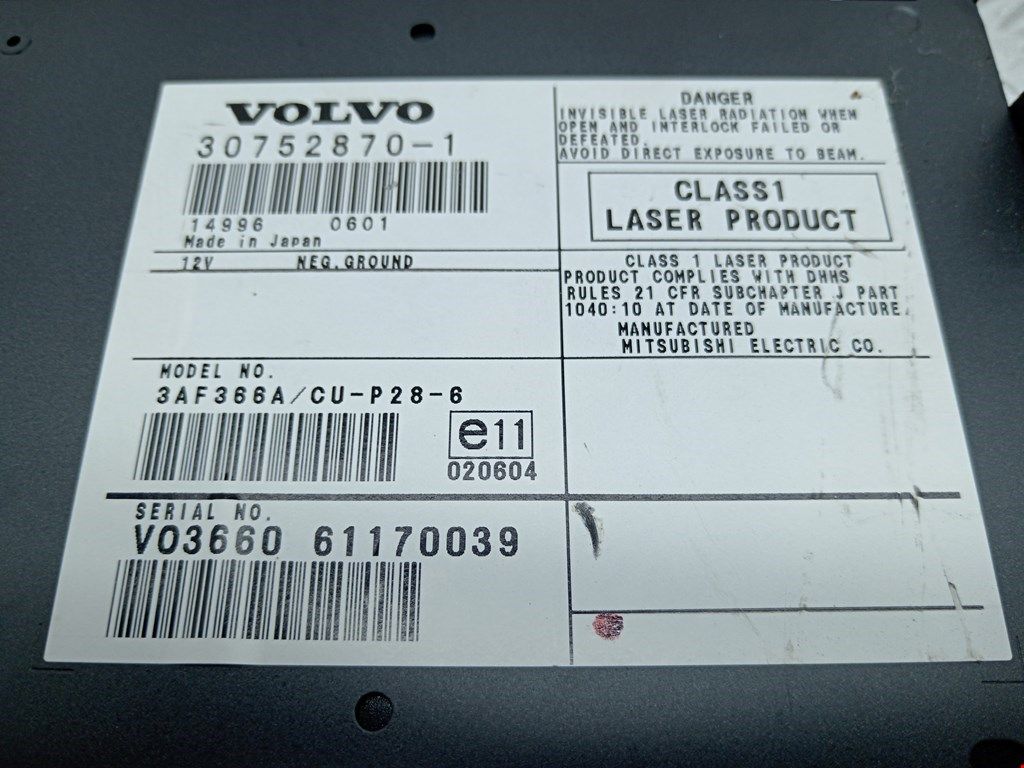 VOLVO
30752870-1
14996 0601
Made in Japan
12V NEG.GROUND
DANGER
INVISIBLE LASER RADIATION WHEN
OPEN AND INTERLOCK FAILED OR
DEFEATED.
AVOID DIRECT EXPOSURE TO BEAM.
CLASS1
LASER PRODUCT
CLASS 1 LASER PRODUCT
PRODUCT COMPLIES WITH DHHS
RULES 21 CFR SUBCHAPTER J PART
1040:10 AT DATE OF MANUFACTURE.
MANUFACTURED
MITSUBISHI ELECTRIC CO.
MODEL NO.
3AF366A/CU-P28-6
e11
020604
SERIAL NO.
VO3660 61170039